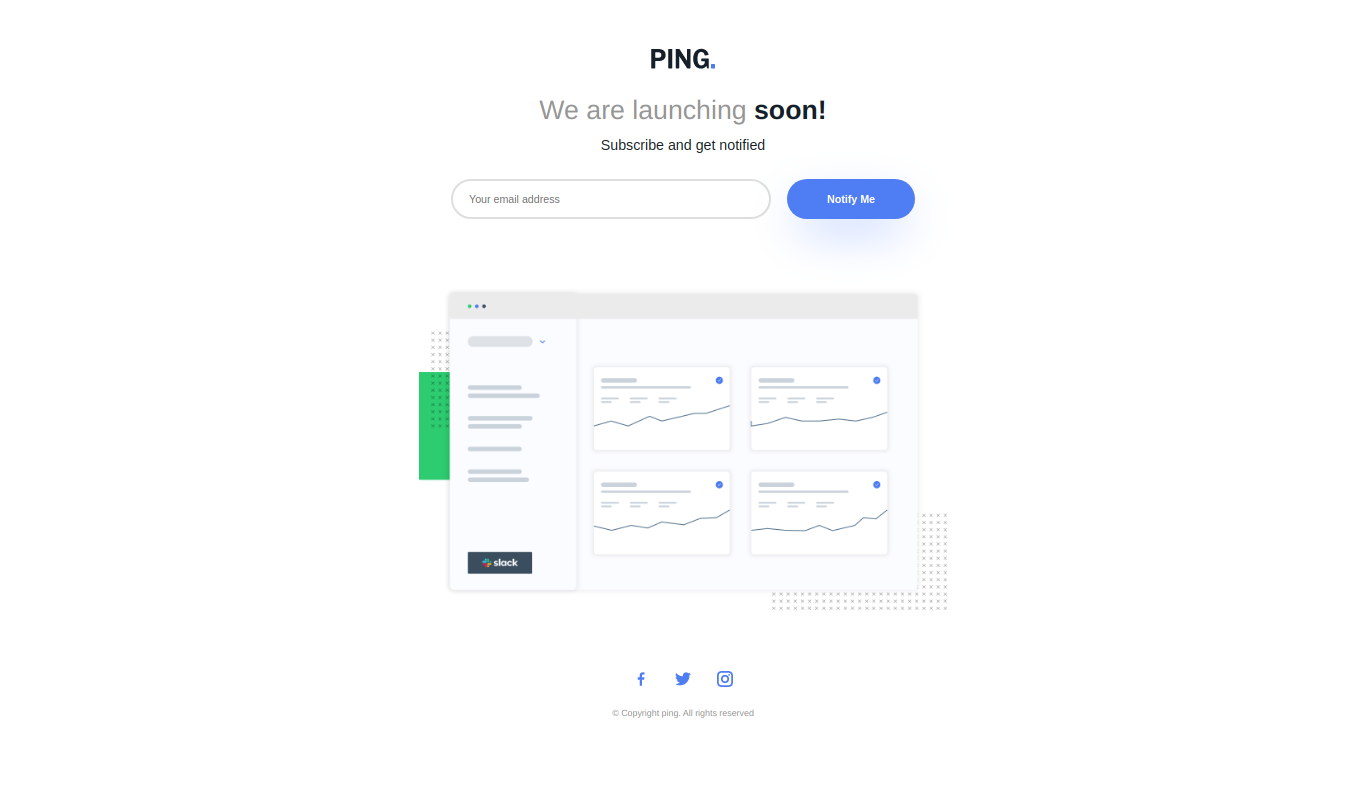 PING.
We are launching soon!
Subscribe and get notified
Your email address
Notify Me
slack
© Copyright ping. All rights reserved